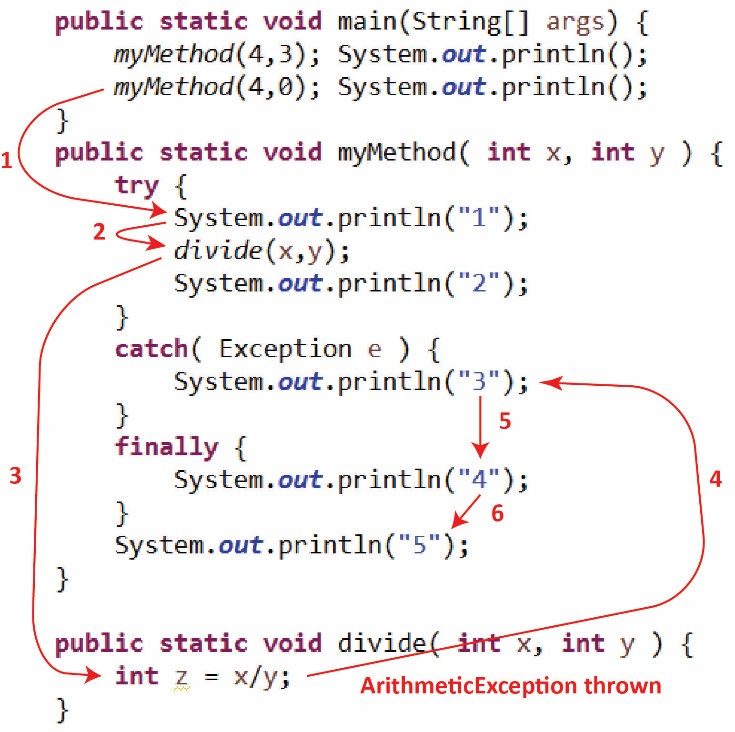 public static void main(String[] args) {
myMethod(4,3); System.out.println();
myMethod(4,0); System.out.println();
}
1
public static void myMethod( int x, int y ) {
try {
System.out.println("1");
2
divide(x,y);
System.out.println("2");
}
catch( Exception e ) {
System.out.println("3");
}
5
finally {
3
System.out.println("4");
4
}
6
System.out.println("5");
}
public static void divide( int x, int y ) {
int z = x/y;
ArithmeticException thrown
}